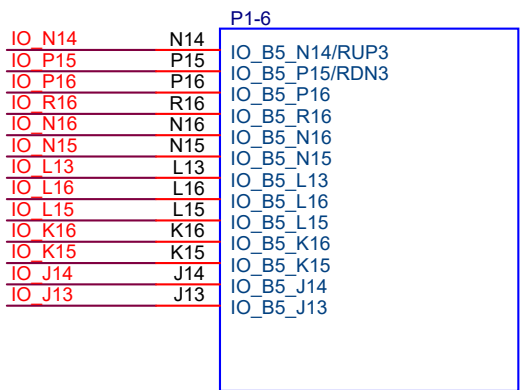 P1-6
IO_N14 N14 IO_B5_N14/RUP3
IO_P15 P15 IO_B5_P15/RDN3
IO_P16 P16 IO_B5_P16
IO_R16 R16 IO_B5_R16
IO_N16 N16 IO_B5_N16
IO_N15 N15 IO_B5_N15
IO_L13 L13 IO_B5_L13
IO_L16 L16 IO_B5_L16
IO_L15 L15 IO_B5_L15
IO_K16 K16 IO_B5_K16
IO_K15 K15 IO_B5_K15
IO_J14 J14 IO_B5_J14
IO_J13 J13 IO_B5_J13